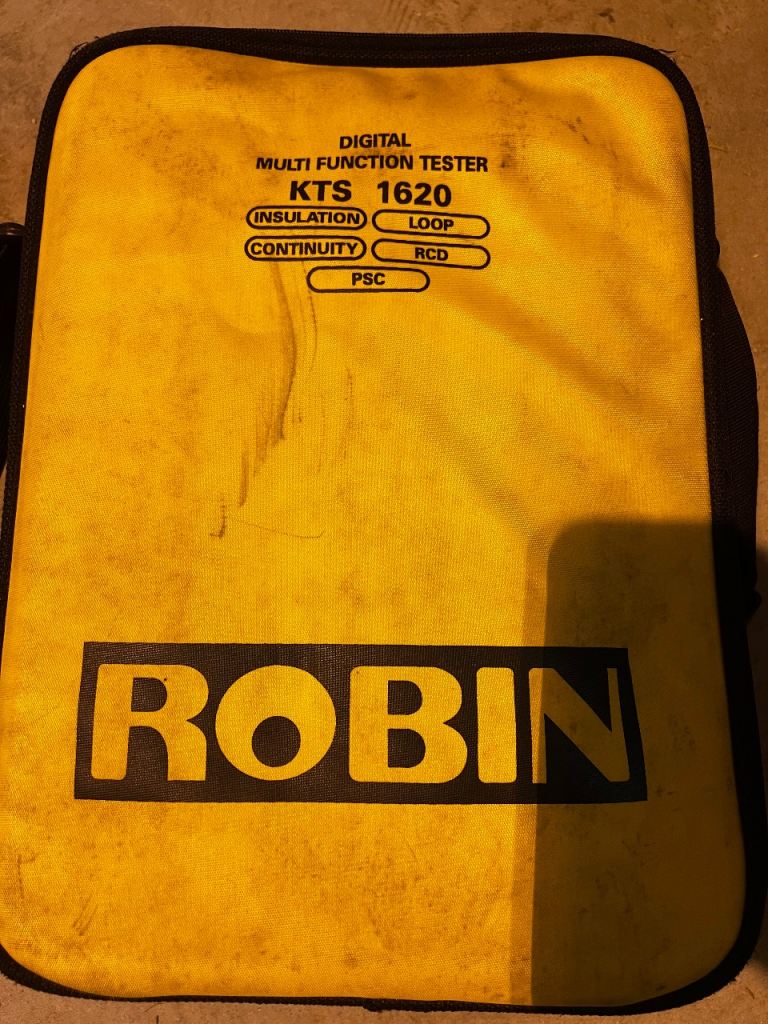 DIGITAL
MULTI FUNCTION TESTER
KTS 1620
INSULATION LOOP
CONTINUITY RCD
PSC
ROBIN